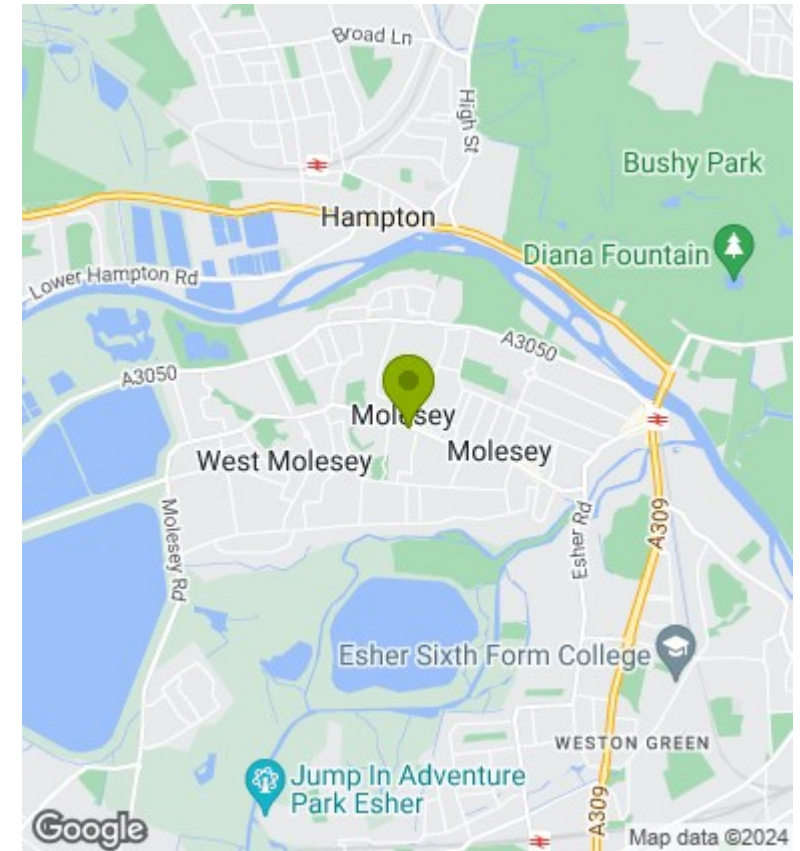 Broad Ln
High St
Bushy Park
Hampton
Diana Fountain
Lower Hampton Rd
A3050
A3050
Molesey
West Molesey
Molesey
Molesey Rd
Esher Rd
A309
Esher Sixth Form College
WESTON GREEN
Jump In Adventure
Park Esher
A309
Google
Map data ©2024